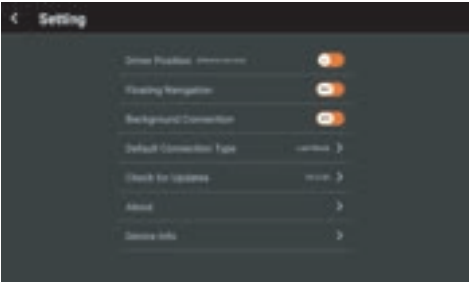 Setting
Driver Position
Floating Navigation
Background Connection
Default Connection Type
Check for Updates
About
Device Info